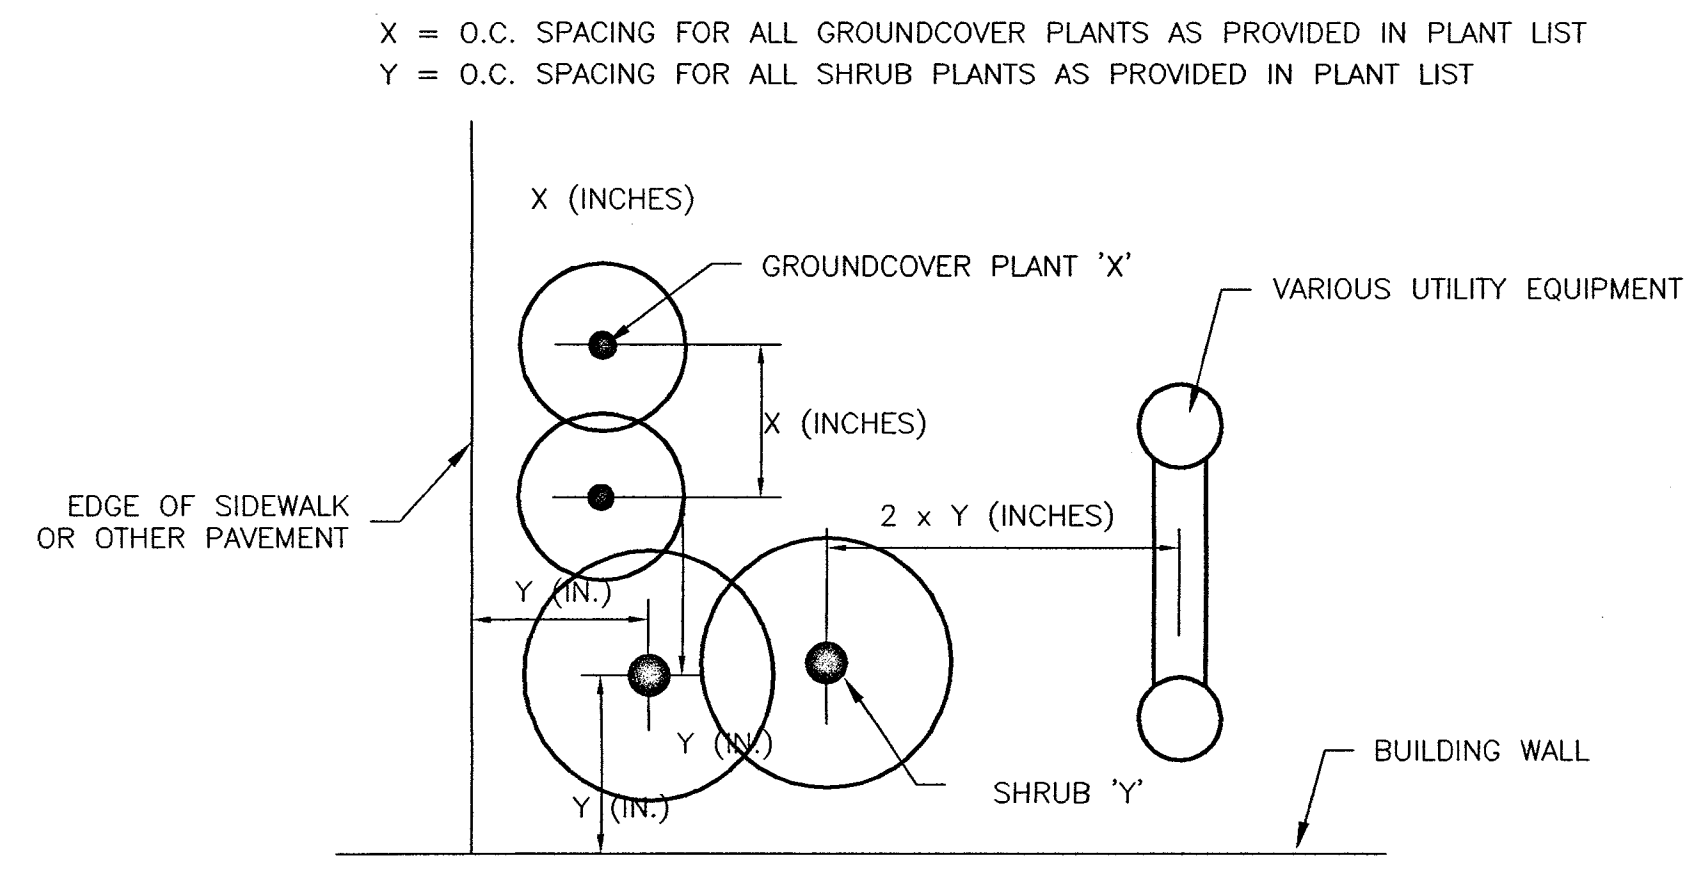 X = O.C. SPACING FOR ALL GROUNDCOVER PLANTS AS PROVIDED IN PLANT LIST
Y = O.C. SPACING FOR ALL SHRUB PLANTS AS PROVIDED IN PLANT LIST
X (INCHES)
GROUNDCOVER PLANT 'X'
VARIOUS UTILITY EQUIPMENT
X (INCHES)
EDGE OF SIDEWALK
OR OTHER PAVEMENT
2 x Y (INCHES)
Y (IN.)
Y (IN.)
BUILDING WALL
SHRUB 'Y'
Y (IN.)